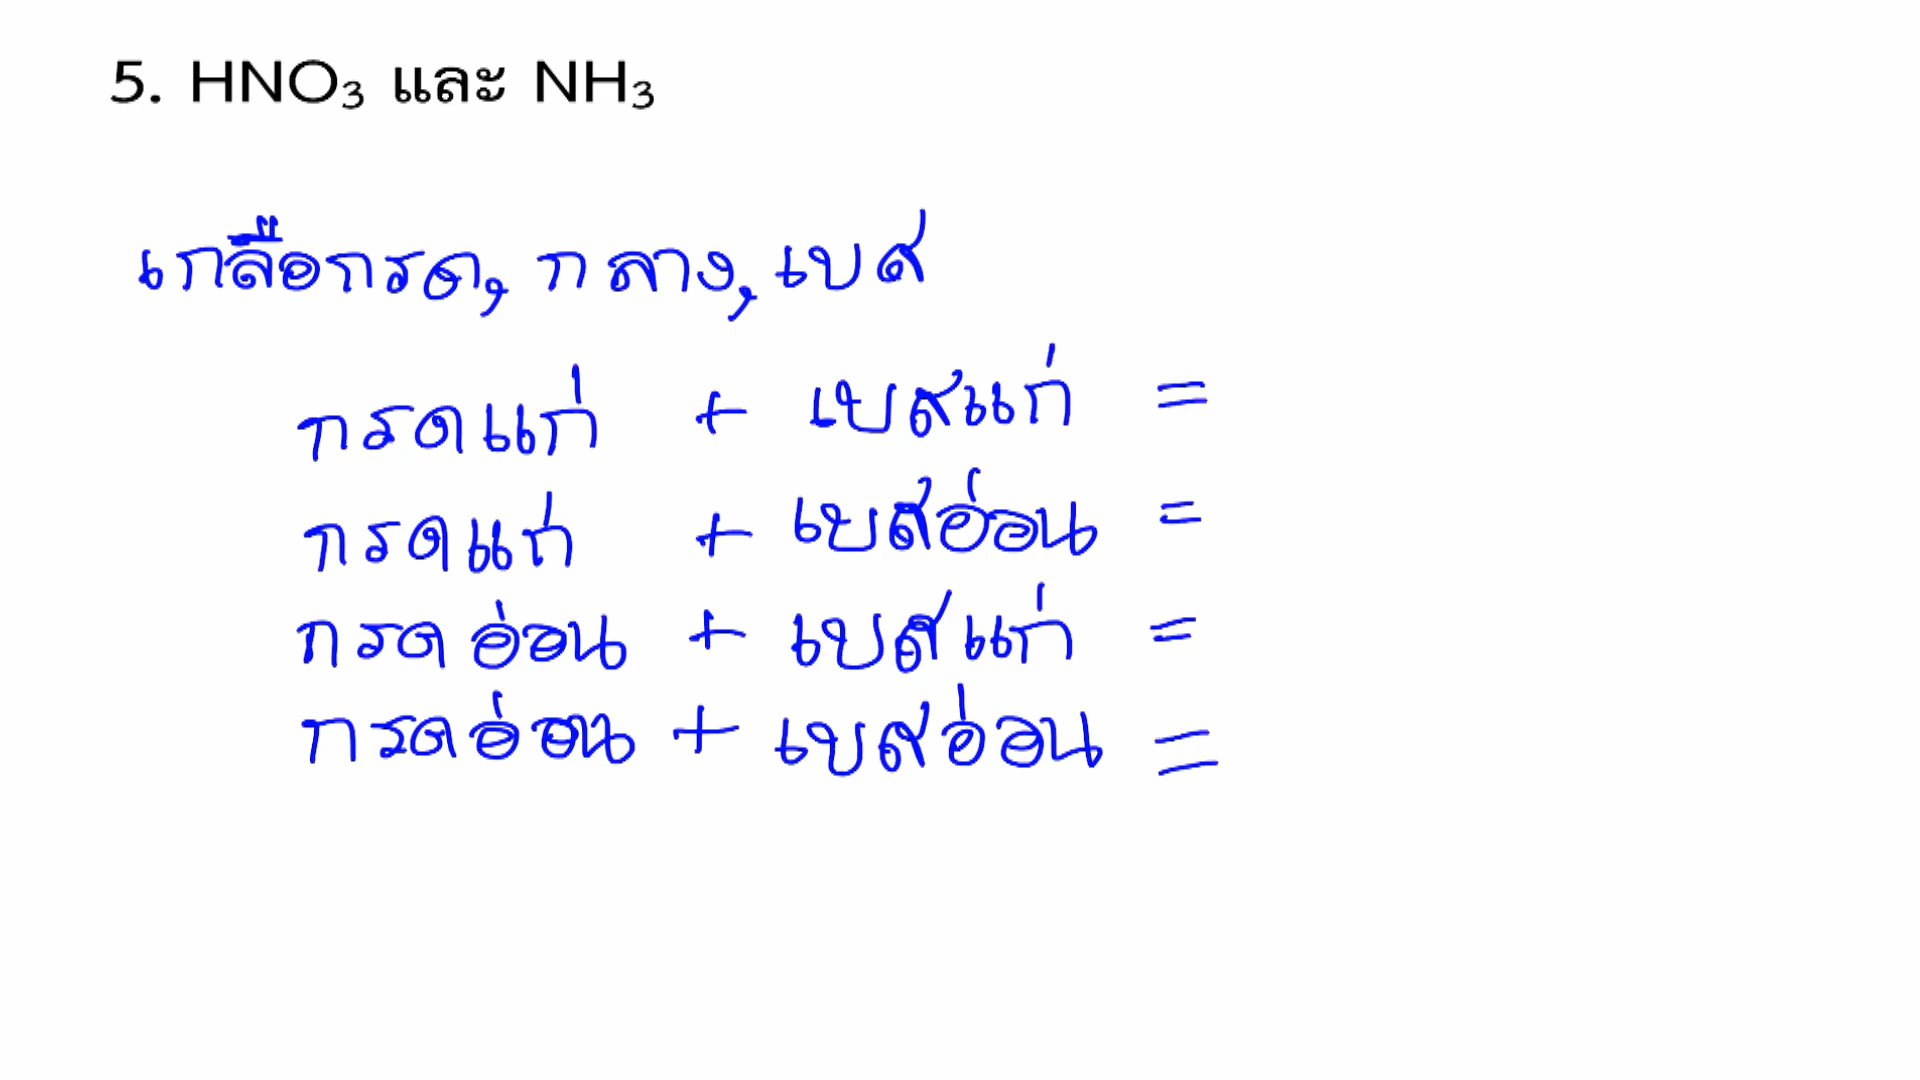 5. HNO₃ และ NH₃
เกลือกรด, กลาง, เบส
กรดแก่ + เบสแก่ =
กรดแก่ + เบสอ่อน =
กรดอ่อน + เบสแก่ =
กรดอ่อน + เบสอ่อน =